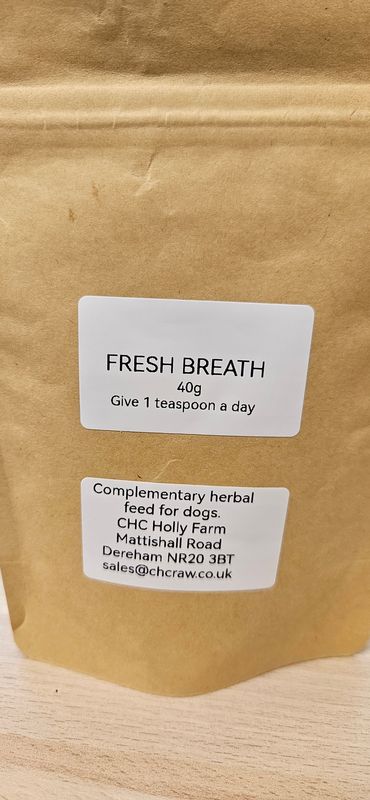 FRESH BREATH
40g
Give 1 teaspoon a day
Complementary herbal
feed for dogs.
CHC Holly Farm
Mattishall Road
Dereham NR20 3BT
sales@chcraw.co.uk